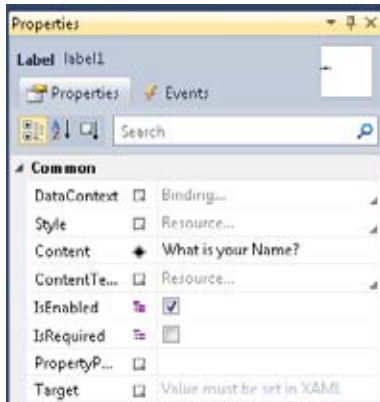 Properties
Label label1
Properties Events
Search
Common
DataContext Binding...
Style Resource...
Content What is your Name?
ContentTe... Resource...
IsEnabled
IsRequired
PropertyP...
Target Value must be set in XAML